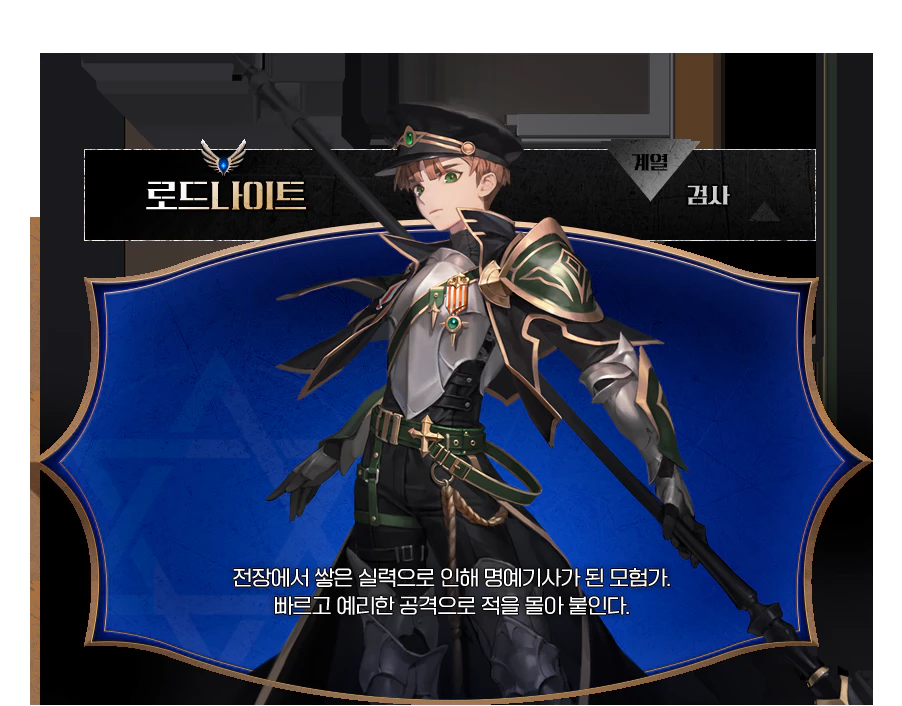 로드나이트
계열
검사
전장에서 쌓은 실력으로 인해 명예기사가 된 모험가.
빠르고 예리한 공격으로 적을 몰아 붙인다.